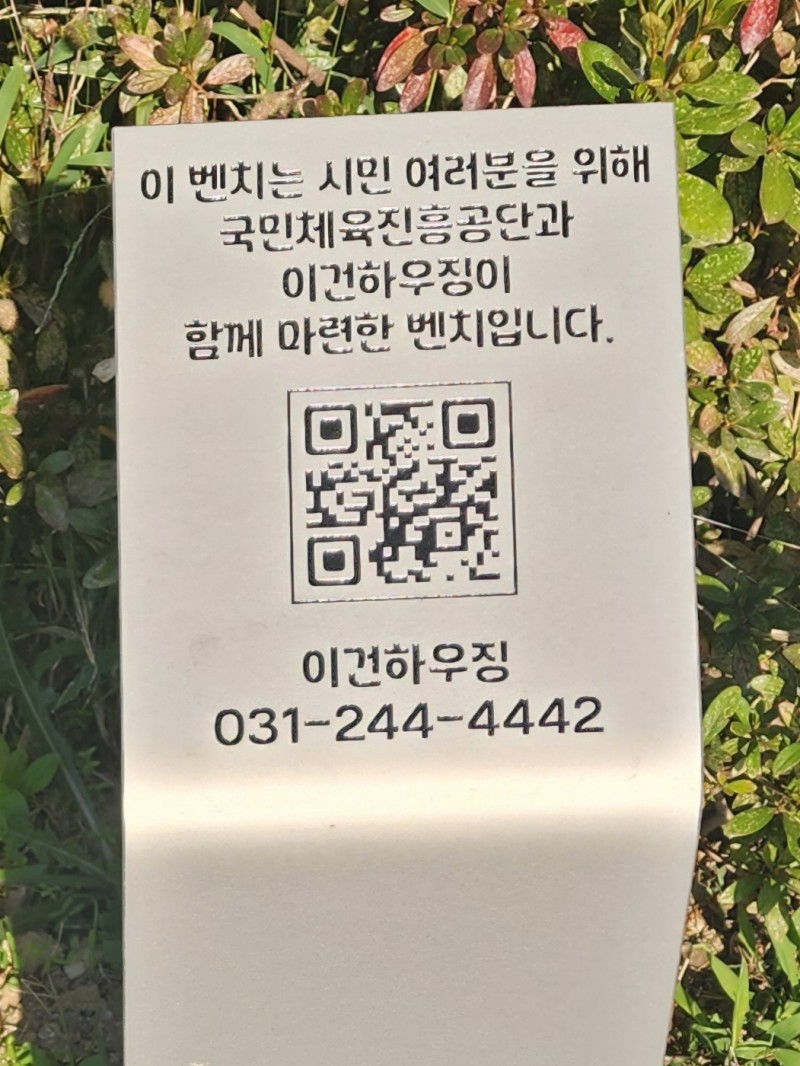 이 벤치는 시민 여러분을 위해
국민체육진흥공단과
이건하우징이
함께 마련한 벤치입니다.
이건하우징
031-244-4442